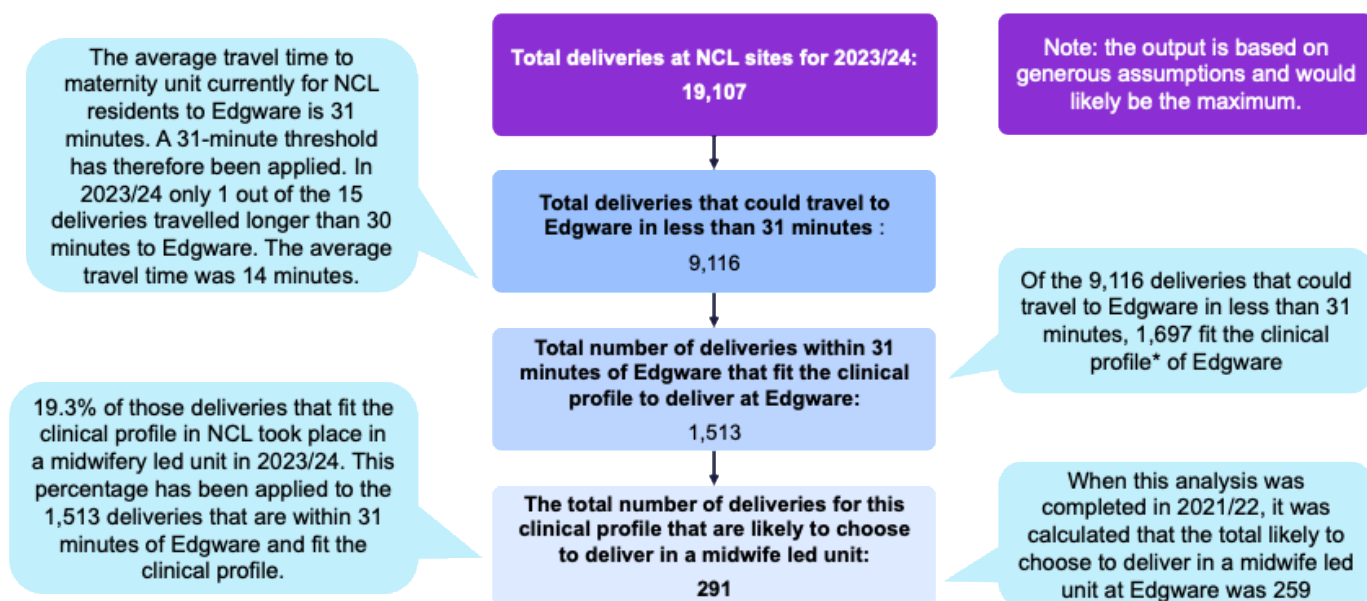 The average travel time to
maternity unit currently for NCL
residents to Edgware is 31
minutes. A 31-minute threshold
has therefore been applied. In
2023/24 only 1 out of the 15
deliveries travelled longer than 30
minutes to Edgware. The average
travel time was 14 minutes.
Total deliveries at NCL sites for 2023/24:
19,107
Note: the output is based on
generous assumptions and would
likely be the maximum.
Total deliveries that could travel to
Edgware in less than 31 minutes :
9,116
Of the 9,116 deliveries that could
travel to Edgware in less than 31
minutes, 1,697 fit the clinical
profile* of Edgware
Total number of deliveries within 31
minutes of Edgware that fit the clinical
profile to deliver at Edgware:
1,513
19.3% of those deliveries that fit the
clinical profile in NCL took place in
a midwifery led unit in 2023/24. This
percentage has been applied to the
1,513 deliveries that are within 31
minutes of Edgware and fit the
clinical profile.
The total number of deliveries for this
clinical profile that are likely to choose
to deliver in a midwife led unit:
291
When this analysis was
completed in 2021/22, it was
calculated that the total likely to
choose to deliver in a midwife led
unit at Edgware was 259